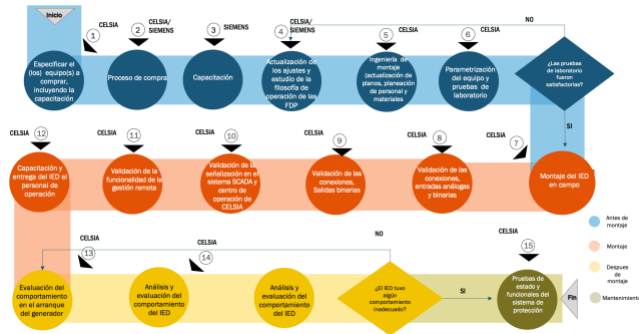 Inicio
1
CELSIA
CELSIA/
SIEMENS
2
SIEMENS
3
CELSIA/
SIEMENS
4
CELSIA
5
CELSIA
6
NO
Especificar el
(los) equipo(s) a
comprar,
incluyendo la
capacitación
Proceso de compra
Capacitación
Actualización de
los ajustes y
estudio de la
filosofía de
operación de las
FDP
Ingeniería de
montaje
(actualización de
planos, planeación
de personal y
materiales
Parametrización
del equipo y
pruebas de
laboratorio
¿Las pruebas
de laboratorio
fueron
satisfactorias?
SI
CELSIA
12
CELSIA
11
CELSIA
10
CELSIA
9
CELSIA
8
CELSIA
7
Capacitación y
entrega del IED al
personal de
operación
Validación de la
funcionalidad de la
gestión remota
Validación de la
señalización en el
sistema SCADA y
centro de
operación de
CELSIA
Validación de
las conexiones,
Salidas binarias
Validación de
las conexiones,
entradas análogas
y binarias
Montaje del IED
en campo
Antes de
montaje
Montaje
Despues
de
montaje
Mantenimiento
CELSIA
13
CELSIA
14
NO
CELSIA
15
Evaluación del
comportamiento
en el arranque del
generador
Análisis y
evaluación del
comportamiento
del IED
Análisis y
evaluación del
comportamiento
del IED
¿El IED tuvo
algún
comportamiento
inadecuado?
SI
Pruebas de
estado y
funcionales del
sistema de
protección
Fin